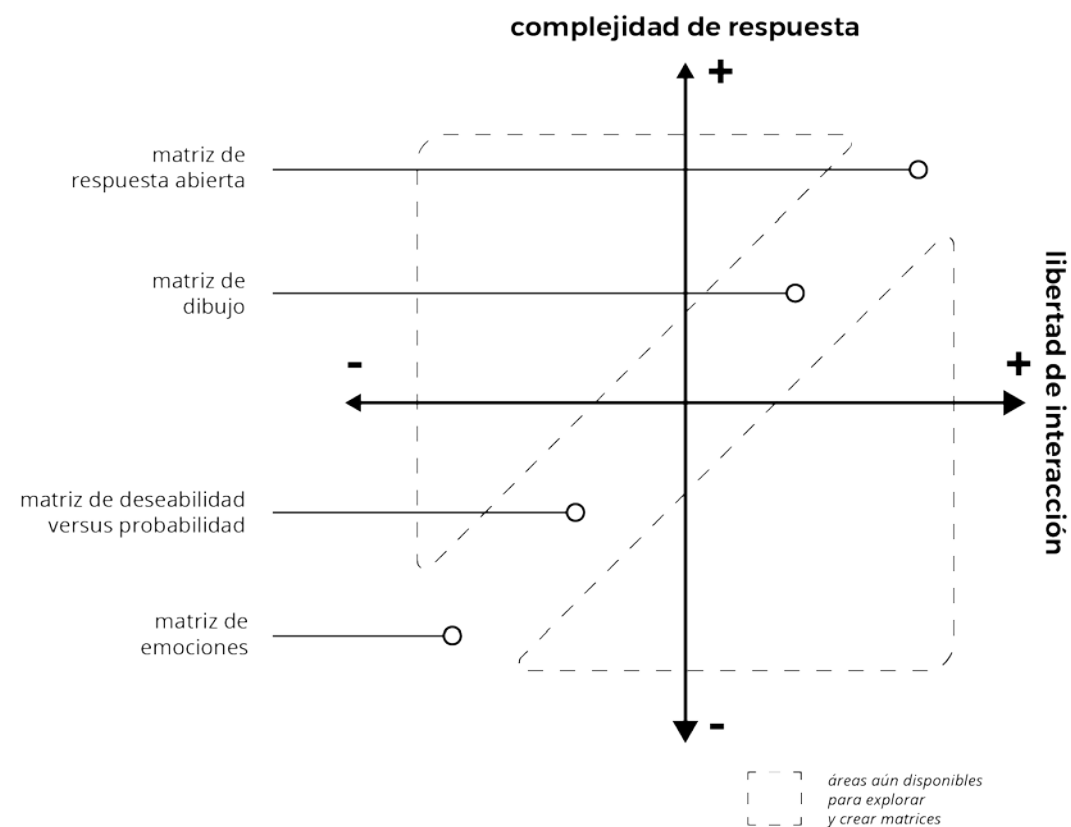 complejidad de respuesta
+
matriz de
respuesta abierta
matriz de
dibujo
-
+
libertad de interacción
matriz de deseabilidad
versus probabilidad
matriz de
emociones
-
áreas aún disponibles
para explorar
y crear matrices